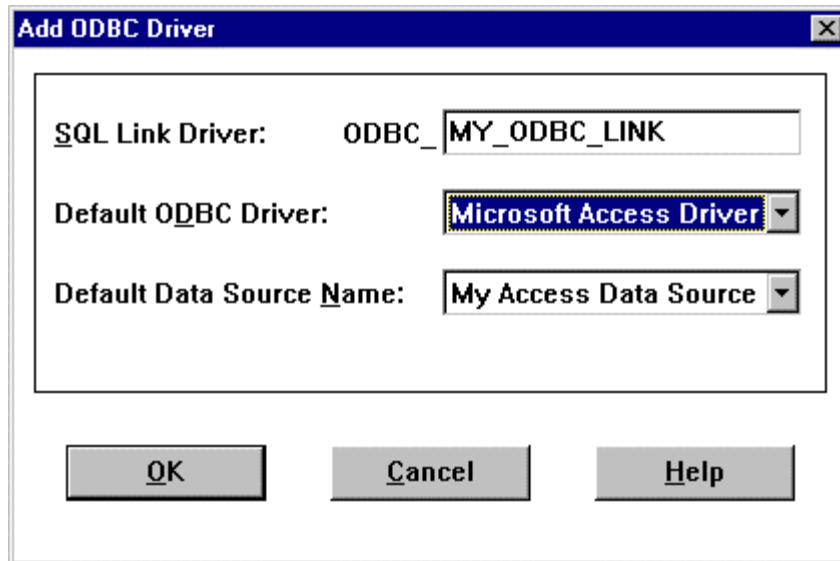 Add ODBC Driver
SQL Link Driver: ODBC_ MY_ODBC_LINK
Default ODBC Driver: Microsoft Access Driver
Default Data Source Name: My Access Data Source
OK Cancel Help